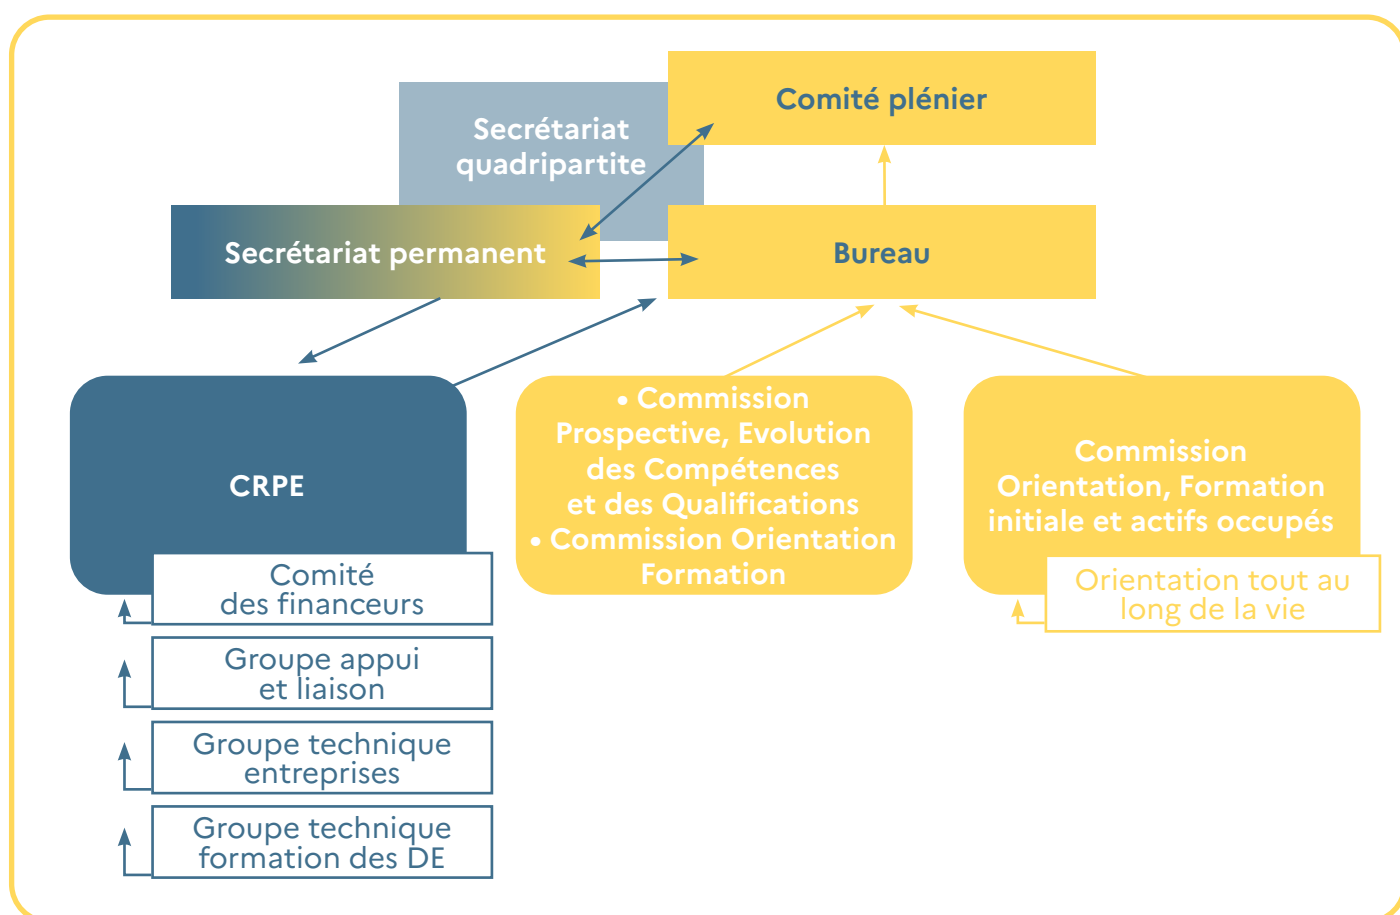 Comité plénier
Secrétariat
quadripartite
Secrétariat permanent
Bureau
CRPE
• Commission
Prospective, Evolution
des Compétences
et des Qualifications
• Commission Orientation
Formation
Commission
Orientation, Formation
initiale et actifs occupés
Comité
des financeurs
Orientation tout au
long de la vie
Groupe appui
et liaison
Groupe technique
entreprises
Groupe technique
formation des DE